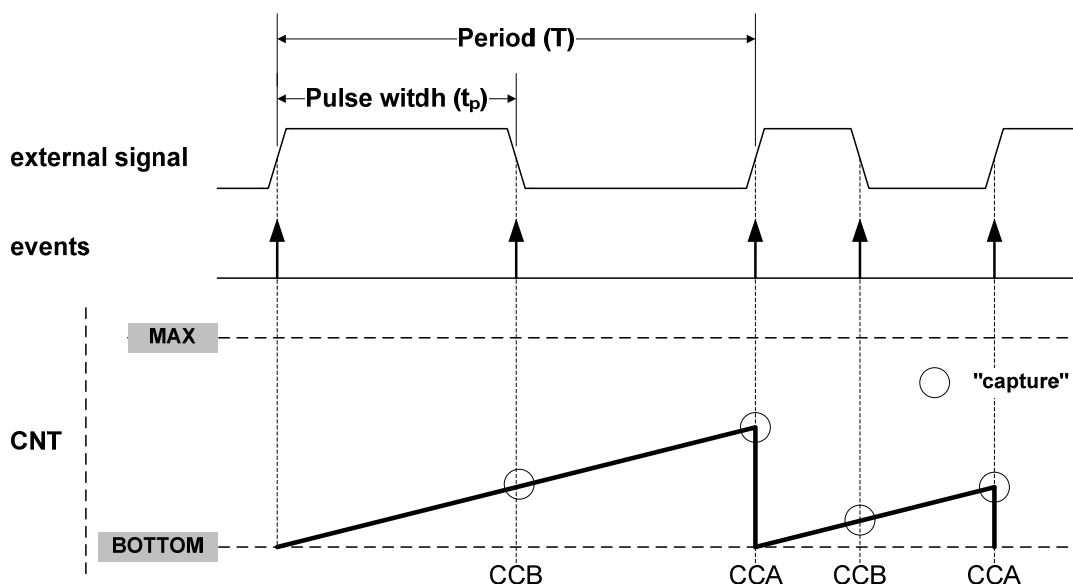 Period (T)
Pulse witdh (tp)
external signal
events
MAX
"capture"
CNT
BOTTOM
CCB CCA CCB CCA